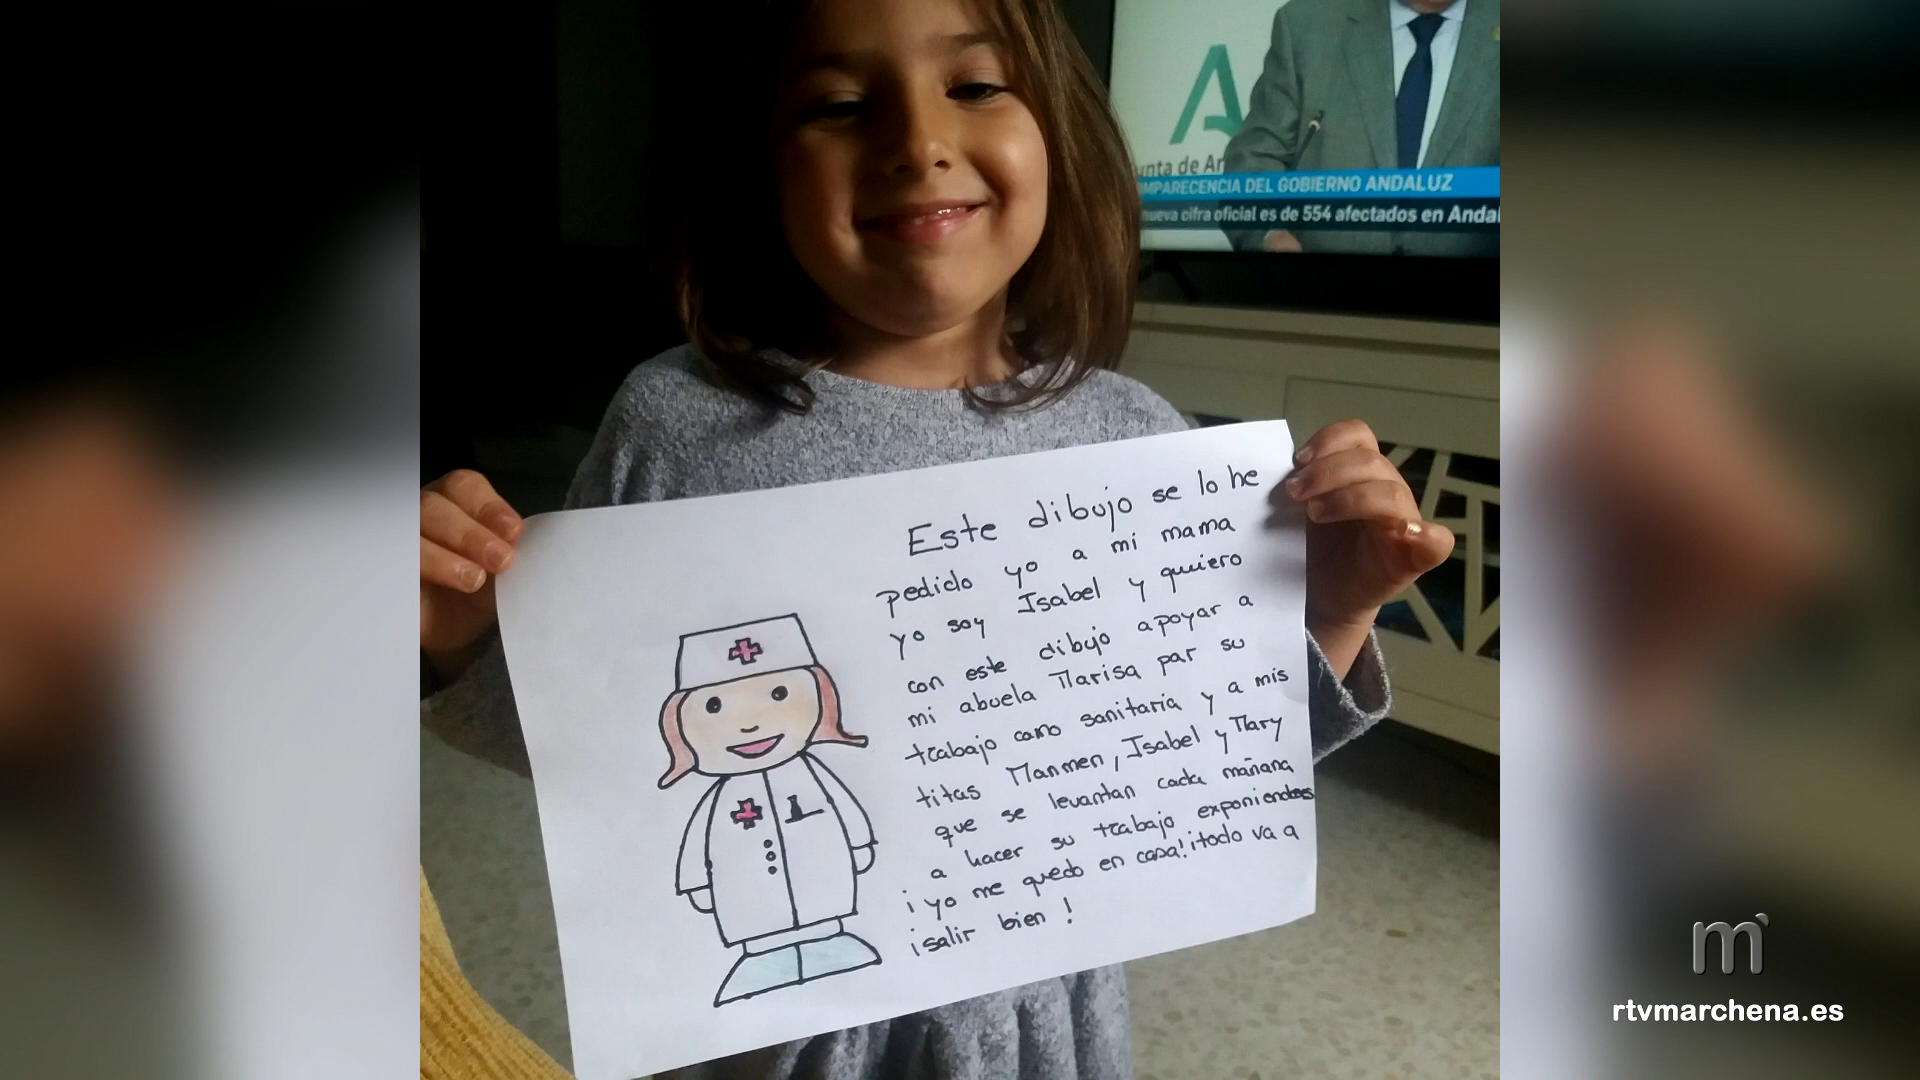 unta de An
MPARECENCIA DEL GOBIERNO ANDALUZ
nueva cifra oficial es de 554 afectados en Anda
Este dibujo se lo he
pedido yo a mi mama
yo soy Isabel y quiero
con este dibujo apoyar a
mi abuela Marisa par su
trabajo como sanitaria y a mis
titas Manmen, Isabel y Mary
que se levantan cada mañana
a hacer su trabajo exponiendose
¡ yo me quedo en casa! ¡todo va a
¡salir bien !
m
rtvmarchena.es